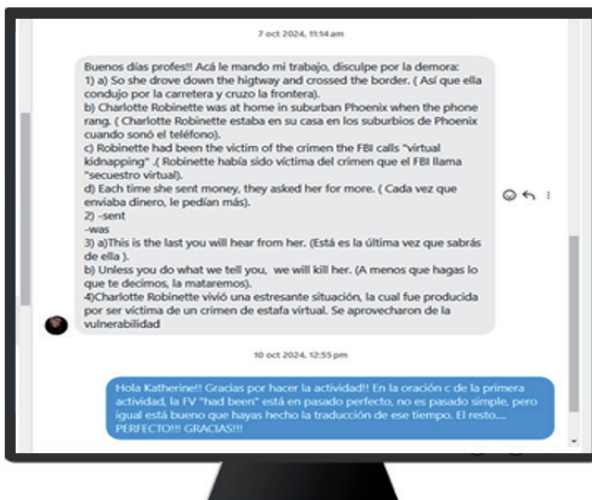 7 oct 2024, 11:14 am
Buenos días profes!! Acá le mando mi trabajo, disculpe por la demora:
1) a) So she drove down the higtway and crossed the border. ( Así que ella
condujo por la carretera y cruzo la frontera).
b) Charlotte Robinette was at home in suburban Phoenix when the phone
rang. ( Charlotte Robinette estaba en su casa en los suburbios de Phoenix
cuando sonó el teléfono).
c) Robinette had been the victim of the crimen the FBI calls "virtual
kidnapping" .( Robinette había sido víctima del crimen que el FBI llama
"secuestro virtual).
d) Each time she sent money, they asked her for more. ( Cada vez que
enviaba dinero, le pedían más).
2) -sent
-was
3) a)This is the last you will hear from her. (Está es la última vez que sabrás
de ella ).
b) Unless you do what we tell you, we will kill her. (A menos que hagas lo
que te decimos, la mataremos).
4)Charlotte Robinette vivió una estresante situación, la cual fue producida
por ser víctima de un crimen de estafa virtual. Se aprovecharon de la
vulnerabilidad
10 oct 2024, 12:55 pm
Hola Katherine!! Gracias por hacer la actividad!! En la oración c de la primera
actividad, la FV "had been" está en pasado perfecto, no es pasado simple, pero
igual está bueno que hayas hecho la traducción de ese tiempo. El resto....
PERFECTO!!! GRACIAS!!!